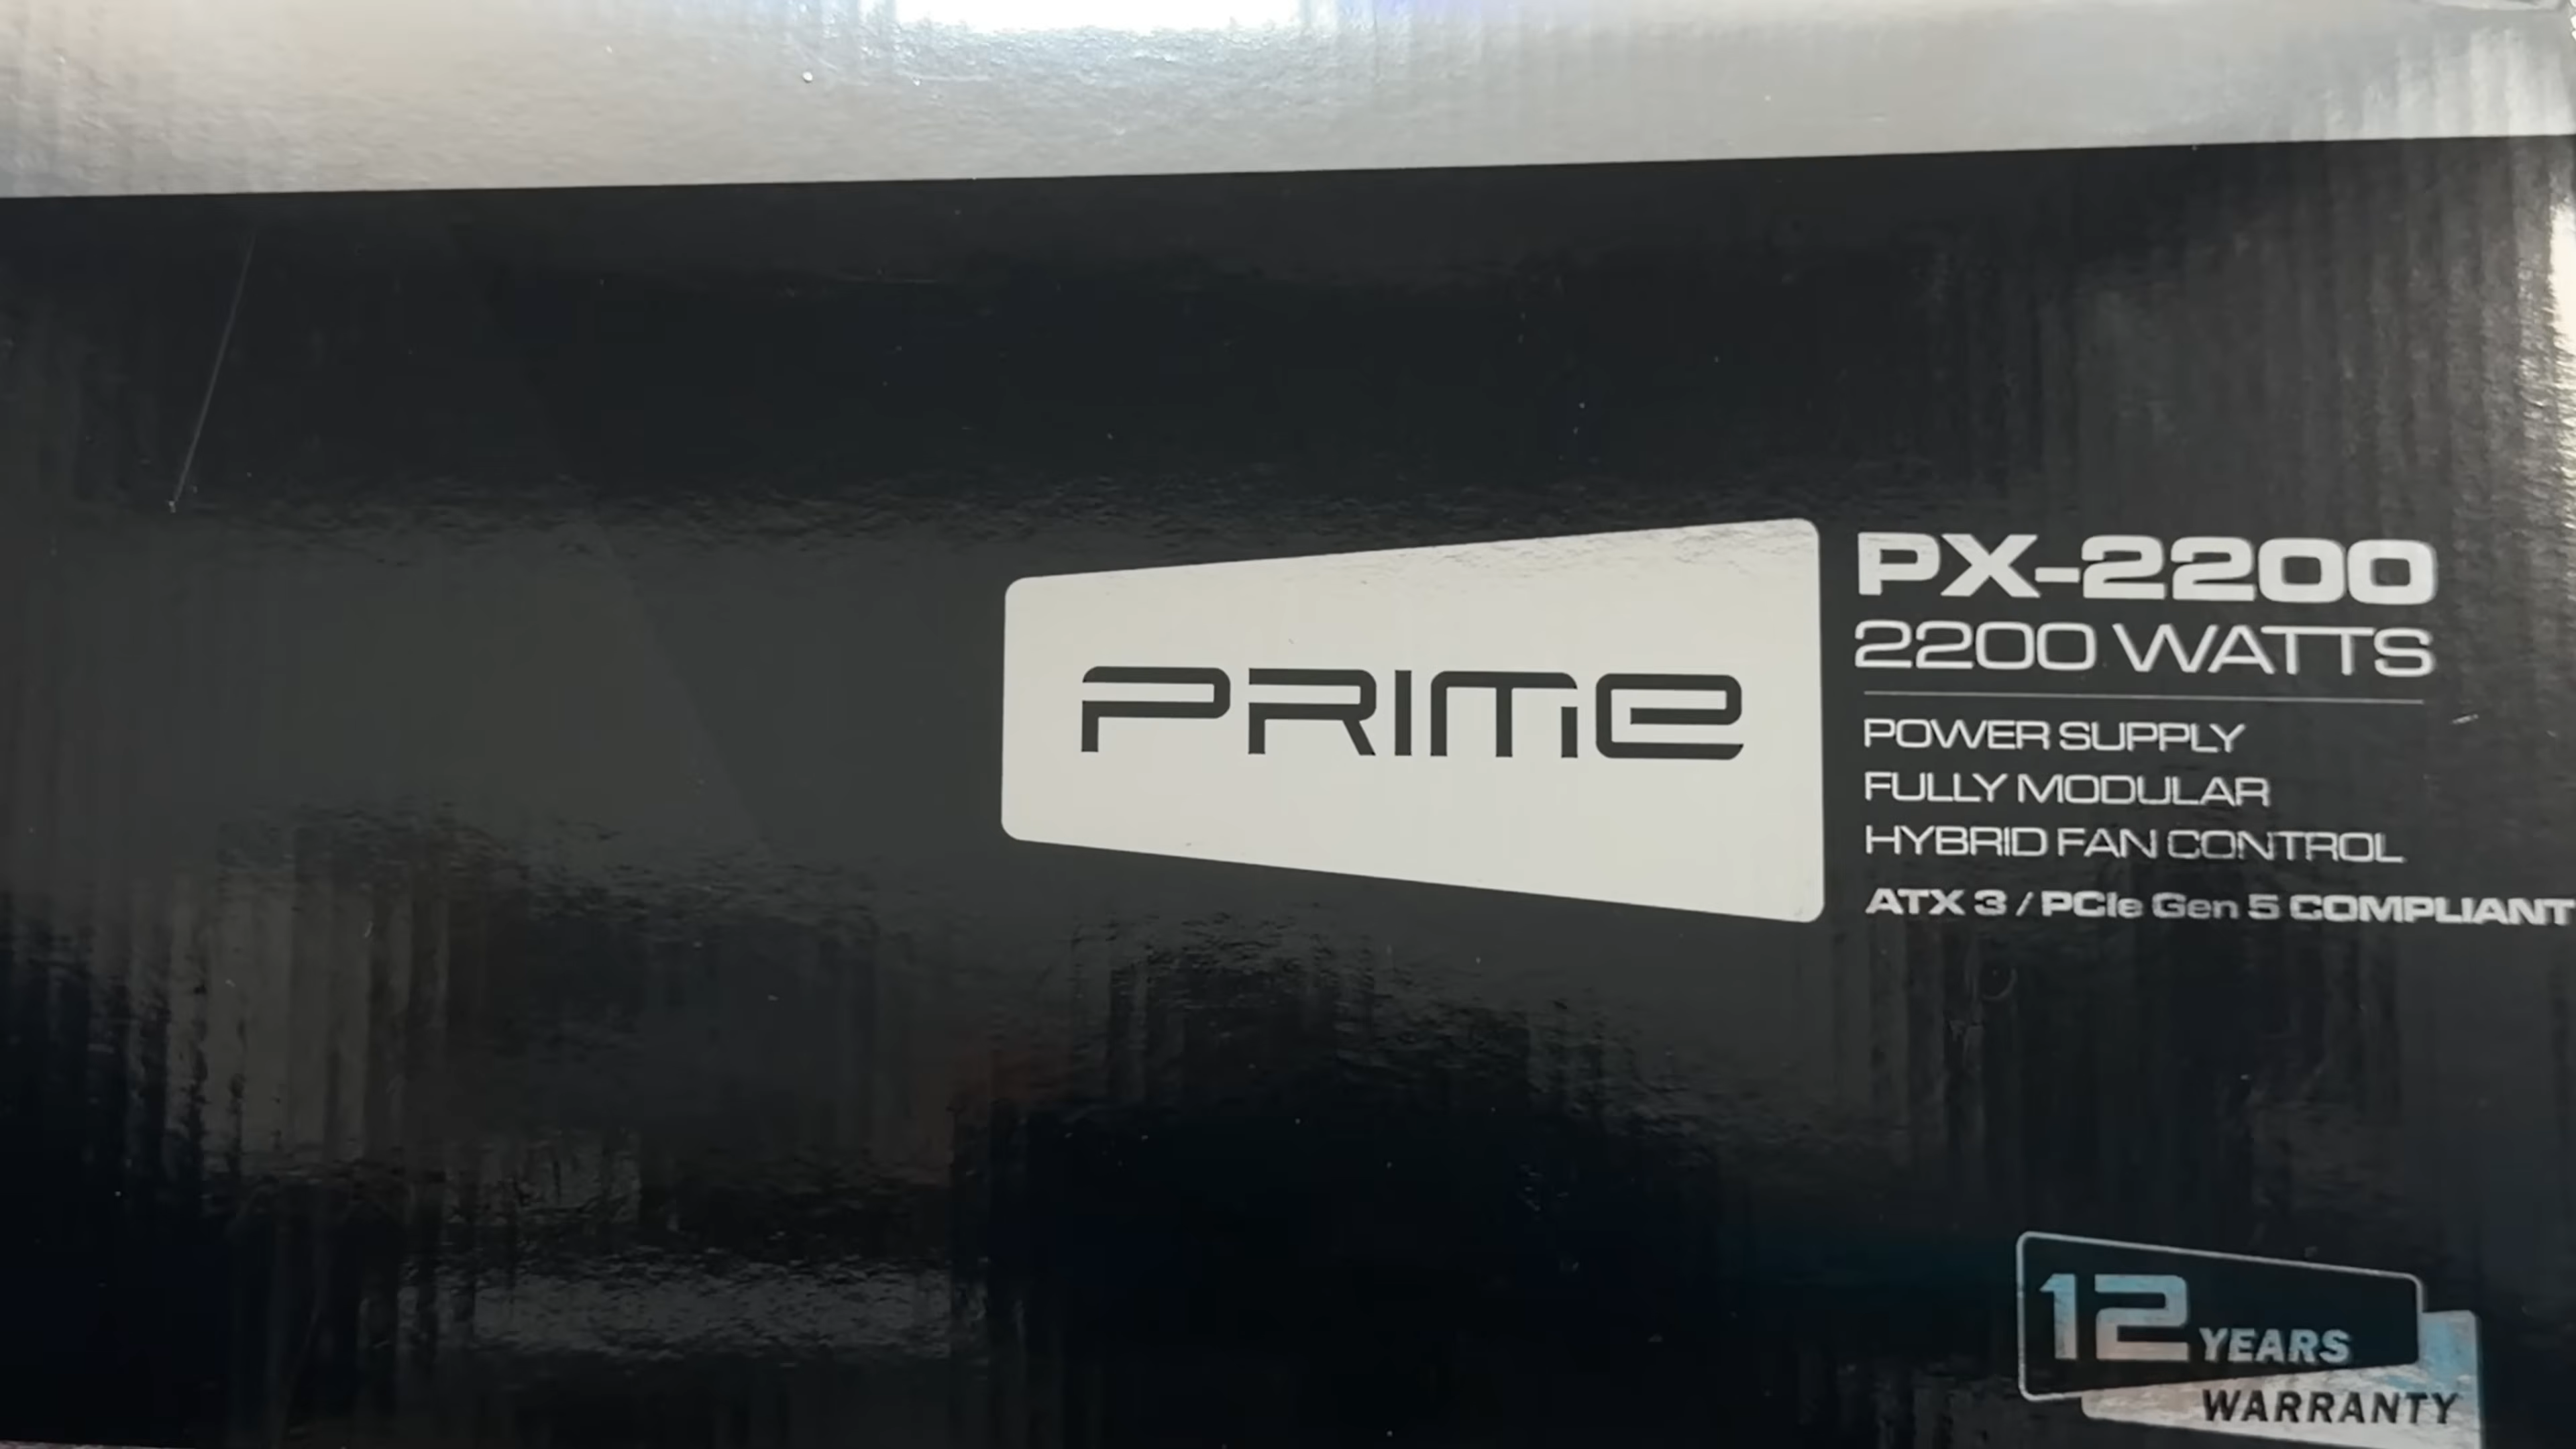 PRIME
PX-2200
2200 WATTS
POWER SUPPLY
FULLY MODULAR
HYBRID FAN CONTROL
ATX 3 / PCIe Gen 5 COMPLIANT
12 YEARS
WARRANTY